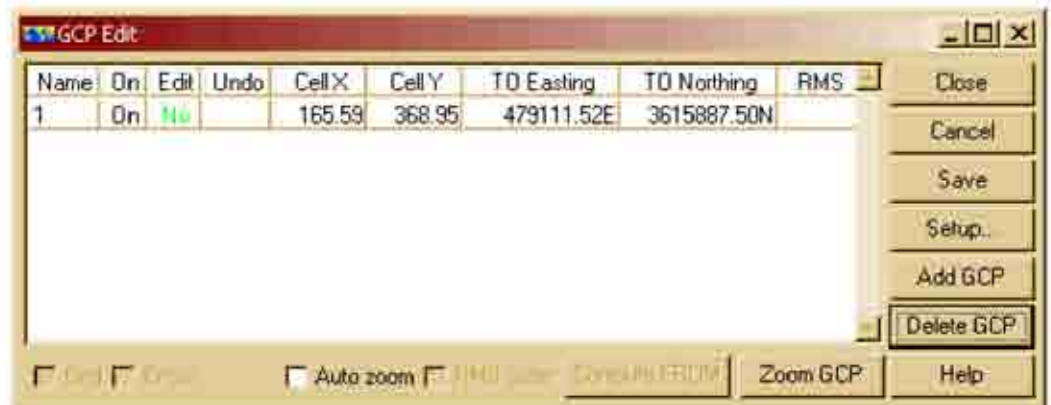 GCP Edit
Name On Edit Undo Cell X Cell Y TO Easting TO Northing RMS
1 On No 165.59 368.95 479111.52E 3615887.50N
Close
Cancel
Save
Setup...
Add GCP
Delete GCP
Auto zoom Zoom GCP Help